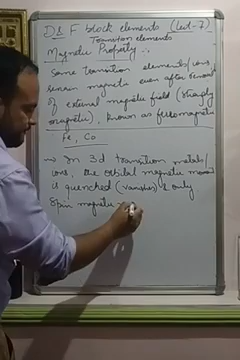 D & F block elements (Lect-7)
Transition elements
Magnetic Property :-
Some transition elements/ions
remain magnetic even after removal
of external magnetic field (strongly
magnetic), known as ferromagnetic
Fe, Co
In 3d transition metals/
ions, the orbital magnetic moment
is quenched (vanishes) & only
Spin magnetic